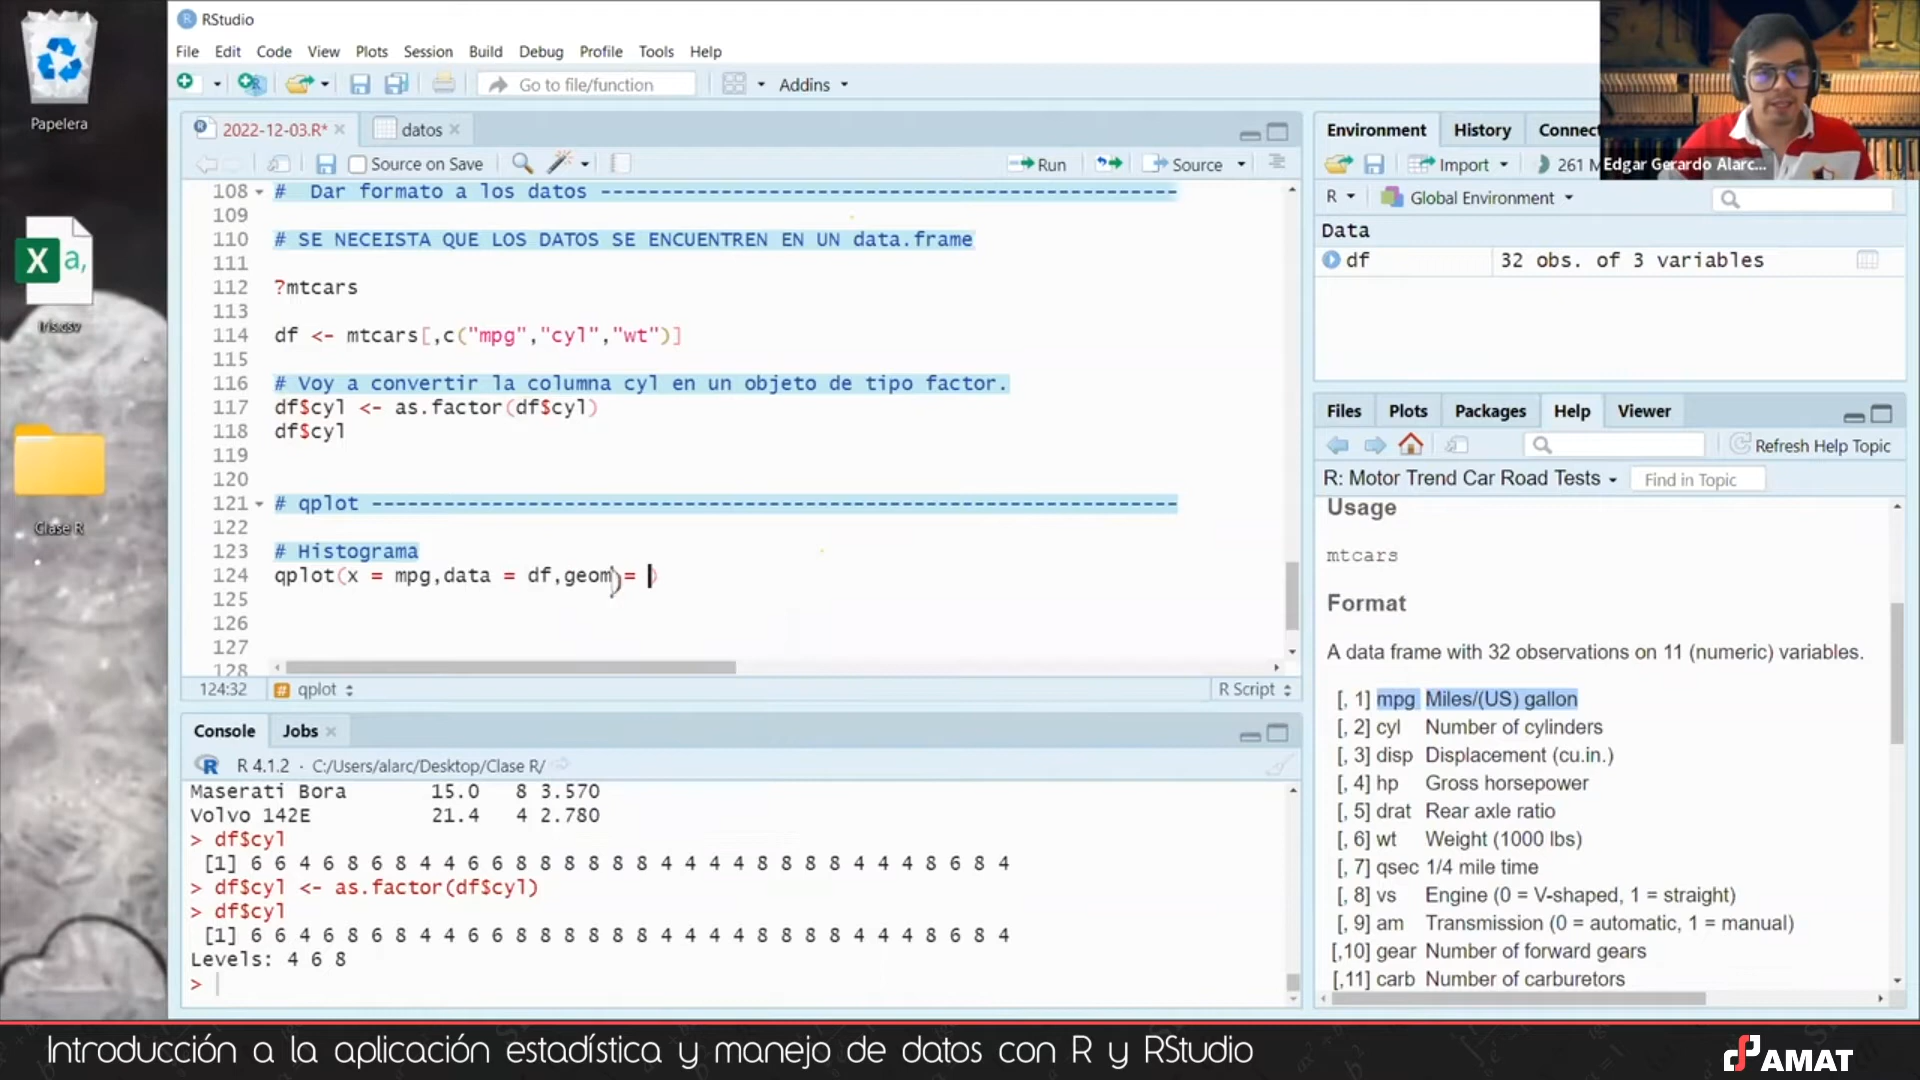 Papelera
Iris.csv
Clase R
RStudio
File Edit Code View Plots Session Build Debug Profile Tools Help
Go to file/function Addins
2022-12-03.R* datos
Source on Save Run Source
108 # Dar formato a los datos -----------------------------------------------
109
110 # SE NECEISTA QUE LOS DATOS SE ENCUENTREN EN UN data.frame
111
112 ?mtcars
113
114 df <- mtcars[,c("mpg","cyl","wt")]
115
116 # Voy a convertir la columna cyl en un objeto de tipo factor.
117 df$cyl <- as.factor(df$cyl)
118 df$cyl
119
120
121 # qplot -------------------------------------------------------------------
122
123 # Histograma
124 qplot(x = mpg,data = df,geom = )
125
126
127
128
124:32 # qplot R Script
Console Jobs
R 4.1.2 · C:/Users/alarc/Desktop/Clase R/
Maserati Bora 15.0 8 3.570
Volvo 142E 21.4 4 2.780
> df$cyl
[1] 6 6 4 6 8 6 8 4 4 6 6 8 8 8 8 8 8 4 4 4 4 8 8 8 8 4 4 4 8 6 8 4
> df$cyl <- as.factor(df$cyl)
> df$cyl
[1] 6 6 4 6 8 6 8 4 4 6 6 8 8 8 8 8 8 4 4 4 4 8 8 8 8 4 4 4 8 6 8 4
Levels: 4 6 8
>
Environment History Connect
Import 261 M
Edgar Gerardo Alarc...
R Global Environment
Data
df 32 obs. of 3 variables
Files Plots Packages Help Viewer
Refresh Help Topic
R: Motor Trend Car Road Tests Find in Topic
Usage
mtcars
Format
A data frame with 32 observations on 11 (numeric) variables.
[, 1] mpg Miles/(US) gallon
[, 2] cyl Number of cylinders
[, 3] disp Displacement (cu.in.)
[, 4] hp Gross horsepower
[, 5] drat Rear axle ratio
[, 6] wt Weight (1000 lbs)
[, 7] qsec 1/4 mile time
[, 8] vs Engine (0 = V-shaped, 1 = straight)
[, 9] am Transmission (0 = automatic, 1 = manual)
[,10] gear Number of forward gears
[,11] carb Number of carburetors
Introducción a la aplicación estadística y manejo de datos con R y RStudio
AMAT